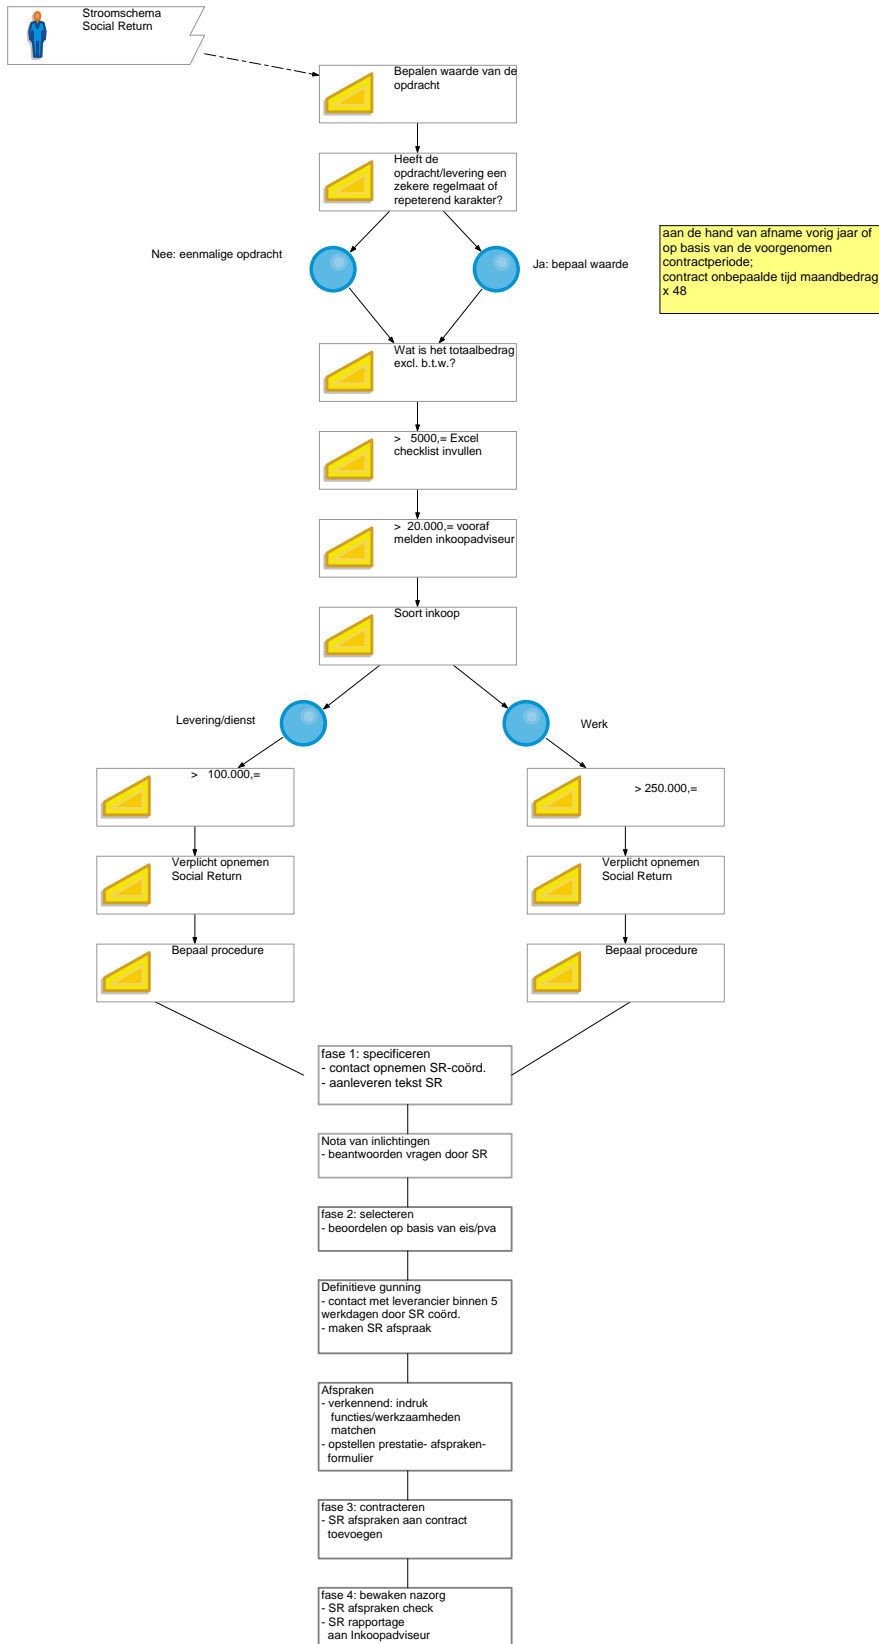 Stroomschema
Social Return
Bepalen waarde van de
opdracht
Heeft de
opdracht/levering een
zekere regelmaat of
repeterend karakter?
Nee: eenmalige opdracht
Ja: bepaal waarde
aan de hand van afname vorig jaar of
op basis van de voorgenomen
contractperiode;
contract onbepaalde tijd maandbedrag
x 48
Wat is het totaalbedrag
excl. b.t.w.?
> 5000,= Excel
checklist invullen
> 20.000,= vooraf
melden inkoopadviseur
Soort inkoop
Levering/dienst
Werk
> 100.000,=
> 250.000,=
Verplicht opnemen
Social Return
Verplicht opnemen
Social Return
Bepaal procedure
Bepaal procedure
fase 1: specificeren
- contact opnemen SR-coörd.
- aanleveren tekst SR
Nota van inlichtingen
- beantwoorden vragen door SR
fase 2: selecteren
- beoordelen op basis van eis/pva
Definitieve gunning
- contact met leverancier binnen 5
werkdagen door SR coörd.
- maken SR afspraak
Afspraken
- verkennend: indruk
functies/werkzaamheden
matchen
- opstellen prestatie- afspraken-
formulier
fase 3: contracteren
- SR afspraken aan contract
toevoegen
fase 4: bewaken nazorg
- SR afspraken check
- SR rapportage
aan Inkoopadviseur